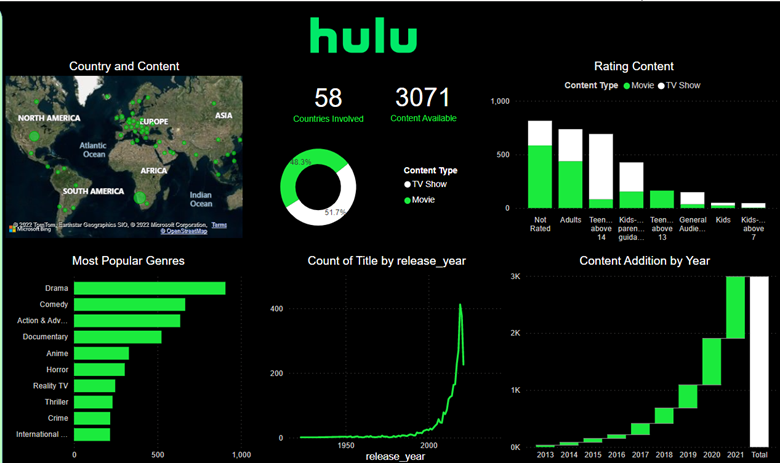 hulu
Country and Content
NORTH AMERICA
EUROPE
ASIA
Atlantic
Ocean
AFRICA
SOUTH AMERICA
Indian
Ocean
© 2022 TomTom, Earthstar Geographics SIO, © 2022 Microsoft Corporation, Terms
© OpenStreetMap
Microsoft Bing
58
Countries Involved
3071
Content Available
48.3%
51.7%
Content Type
TV Show
Movie
Rating Content
Content Type Movie TV Show
1,000
500
0
Not
Rated
Adults
Teen...
above
14
Kids-...
paren...
guida...
Teen...
above
13
General
Audie...
Kids
Kids-...
above
7
Most Popular Genres
Drama
Comedy
Action & Adv...
Documentary
Anime
Horror
Reality TV
Thriller
Crime
International ...
0 500 1,000
Count of Title by release_year
400
200
0
1950 2000
release_year
Content Addition by Year
3K
2K
1K
0K
2013 2014 2015 2016 2017 2018 2019 2020 2021 Total